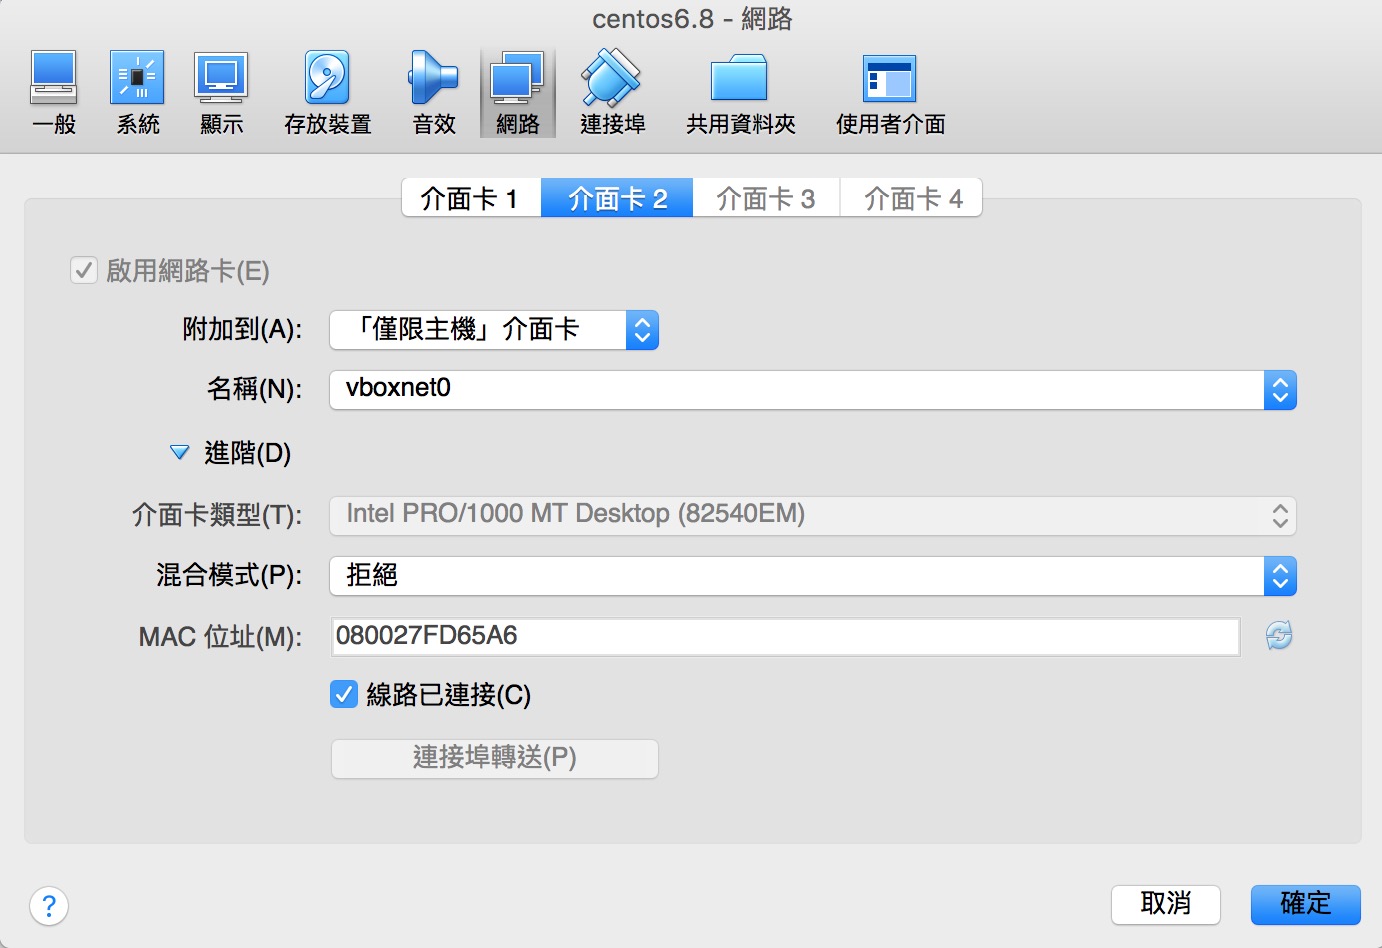 centos6.8 - 網路
一般 系統 顯示 存放裝置 音效 網路 連接埠 共用資料夾 使用者介面
介面卡 1 介面卡 2 介面卡 3 介面卡 4
啟用網路卡(E)
附加到(A): 「僅限主機」介面卡
名稱(N): vboxnet0
進階(D)
介面卡類型(T): Intel PRO/1000 MT Desktop (82540EM)
混合模式(P): 拒絕
MAC 位址(M): 080027FD65A6
線路已連接(C)
連接埠轉送(P)
? 取消 確定